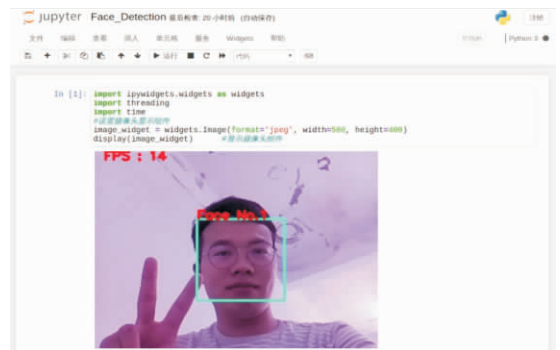 jupyter Face_Detection 最后检查: 20 小时前 (自动保存)
注销
文件 编辑 查看 插入 单元格 服务 Widgets 帮助
Python 3
运行 代码
In [1]: import ipywidgets.widgets as widgets
import threading
import time
#设置摄像头显示组件
image_widget = widgets.Image(format='jpeg', width=500, height=400)
display(image_widget) #显示摄像头组件
FPS : 14
Face No.1